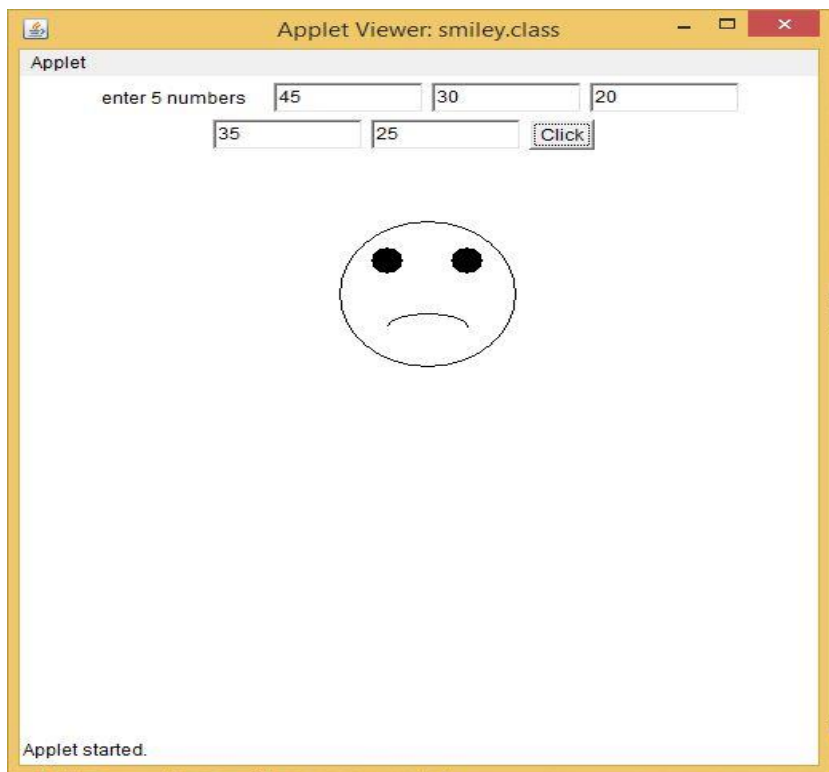 Applet Viewer: smiley.class
Applet
enter 5 numbers 45 30 20
35 25 Click
Applet started.